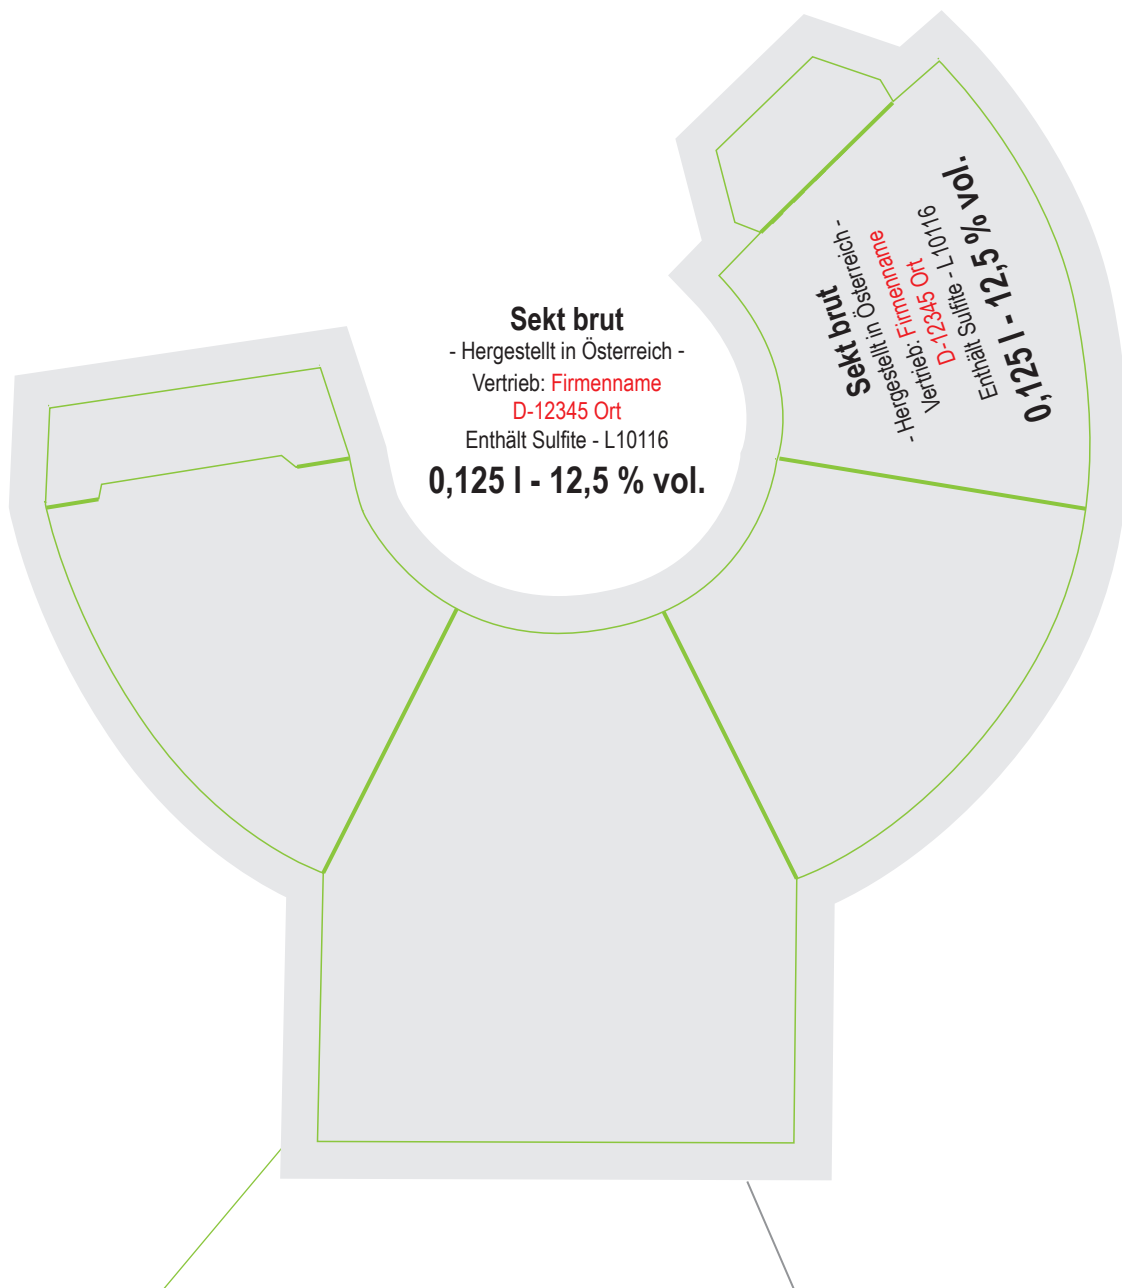 Sekt brut
- Hergestellt in Österreich -
Vertrieb: Firmenname
D-12345 Ort
Enthält Sulfite - L10116
0,125 l - 12,5 % vol.
Sekt brut
- Hergestellt in Österreich -
Vertrieb: Firmenname
D-12345 Ort
Enthält Sulfite - L10116
0,125 l - 12,5 % vol.